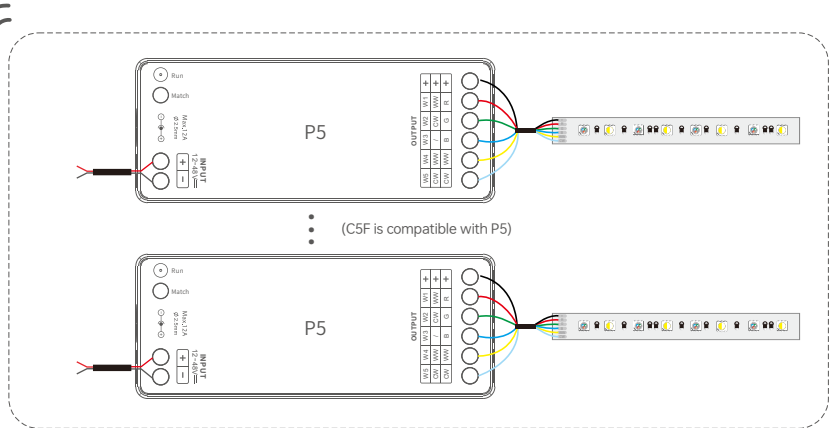 Run
Match
Max.12A
Ø 2.5mm
INPUT
12~48V
+
−
P5
OUTPUT
+ + +
W1 WW R
W2 CW G
W3 / B
W4 WW WW
W5 CW CW
(C5F is compatible with P5)
Run
Match
Max.12A
Ø 2.5mm
INPUT
12~48V
+
−
P5
OUTPUT
+ + +
W1 WW R
W2 CW G
W3 / B
W4 WW WW
W5 CW CW